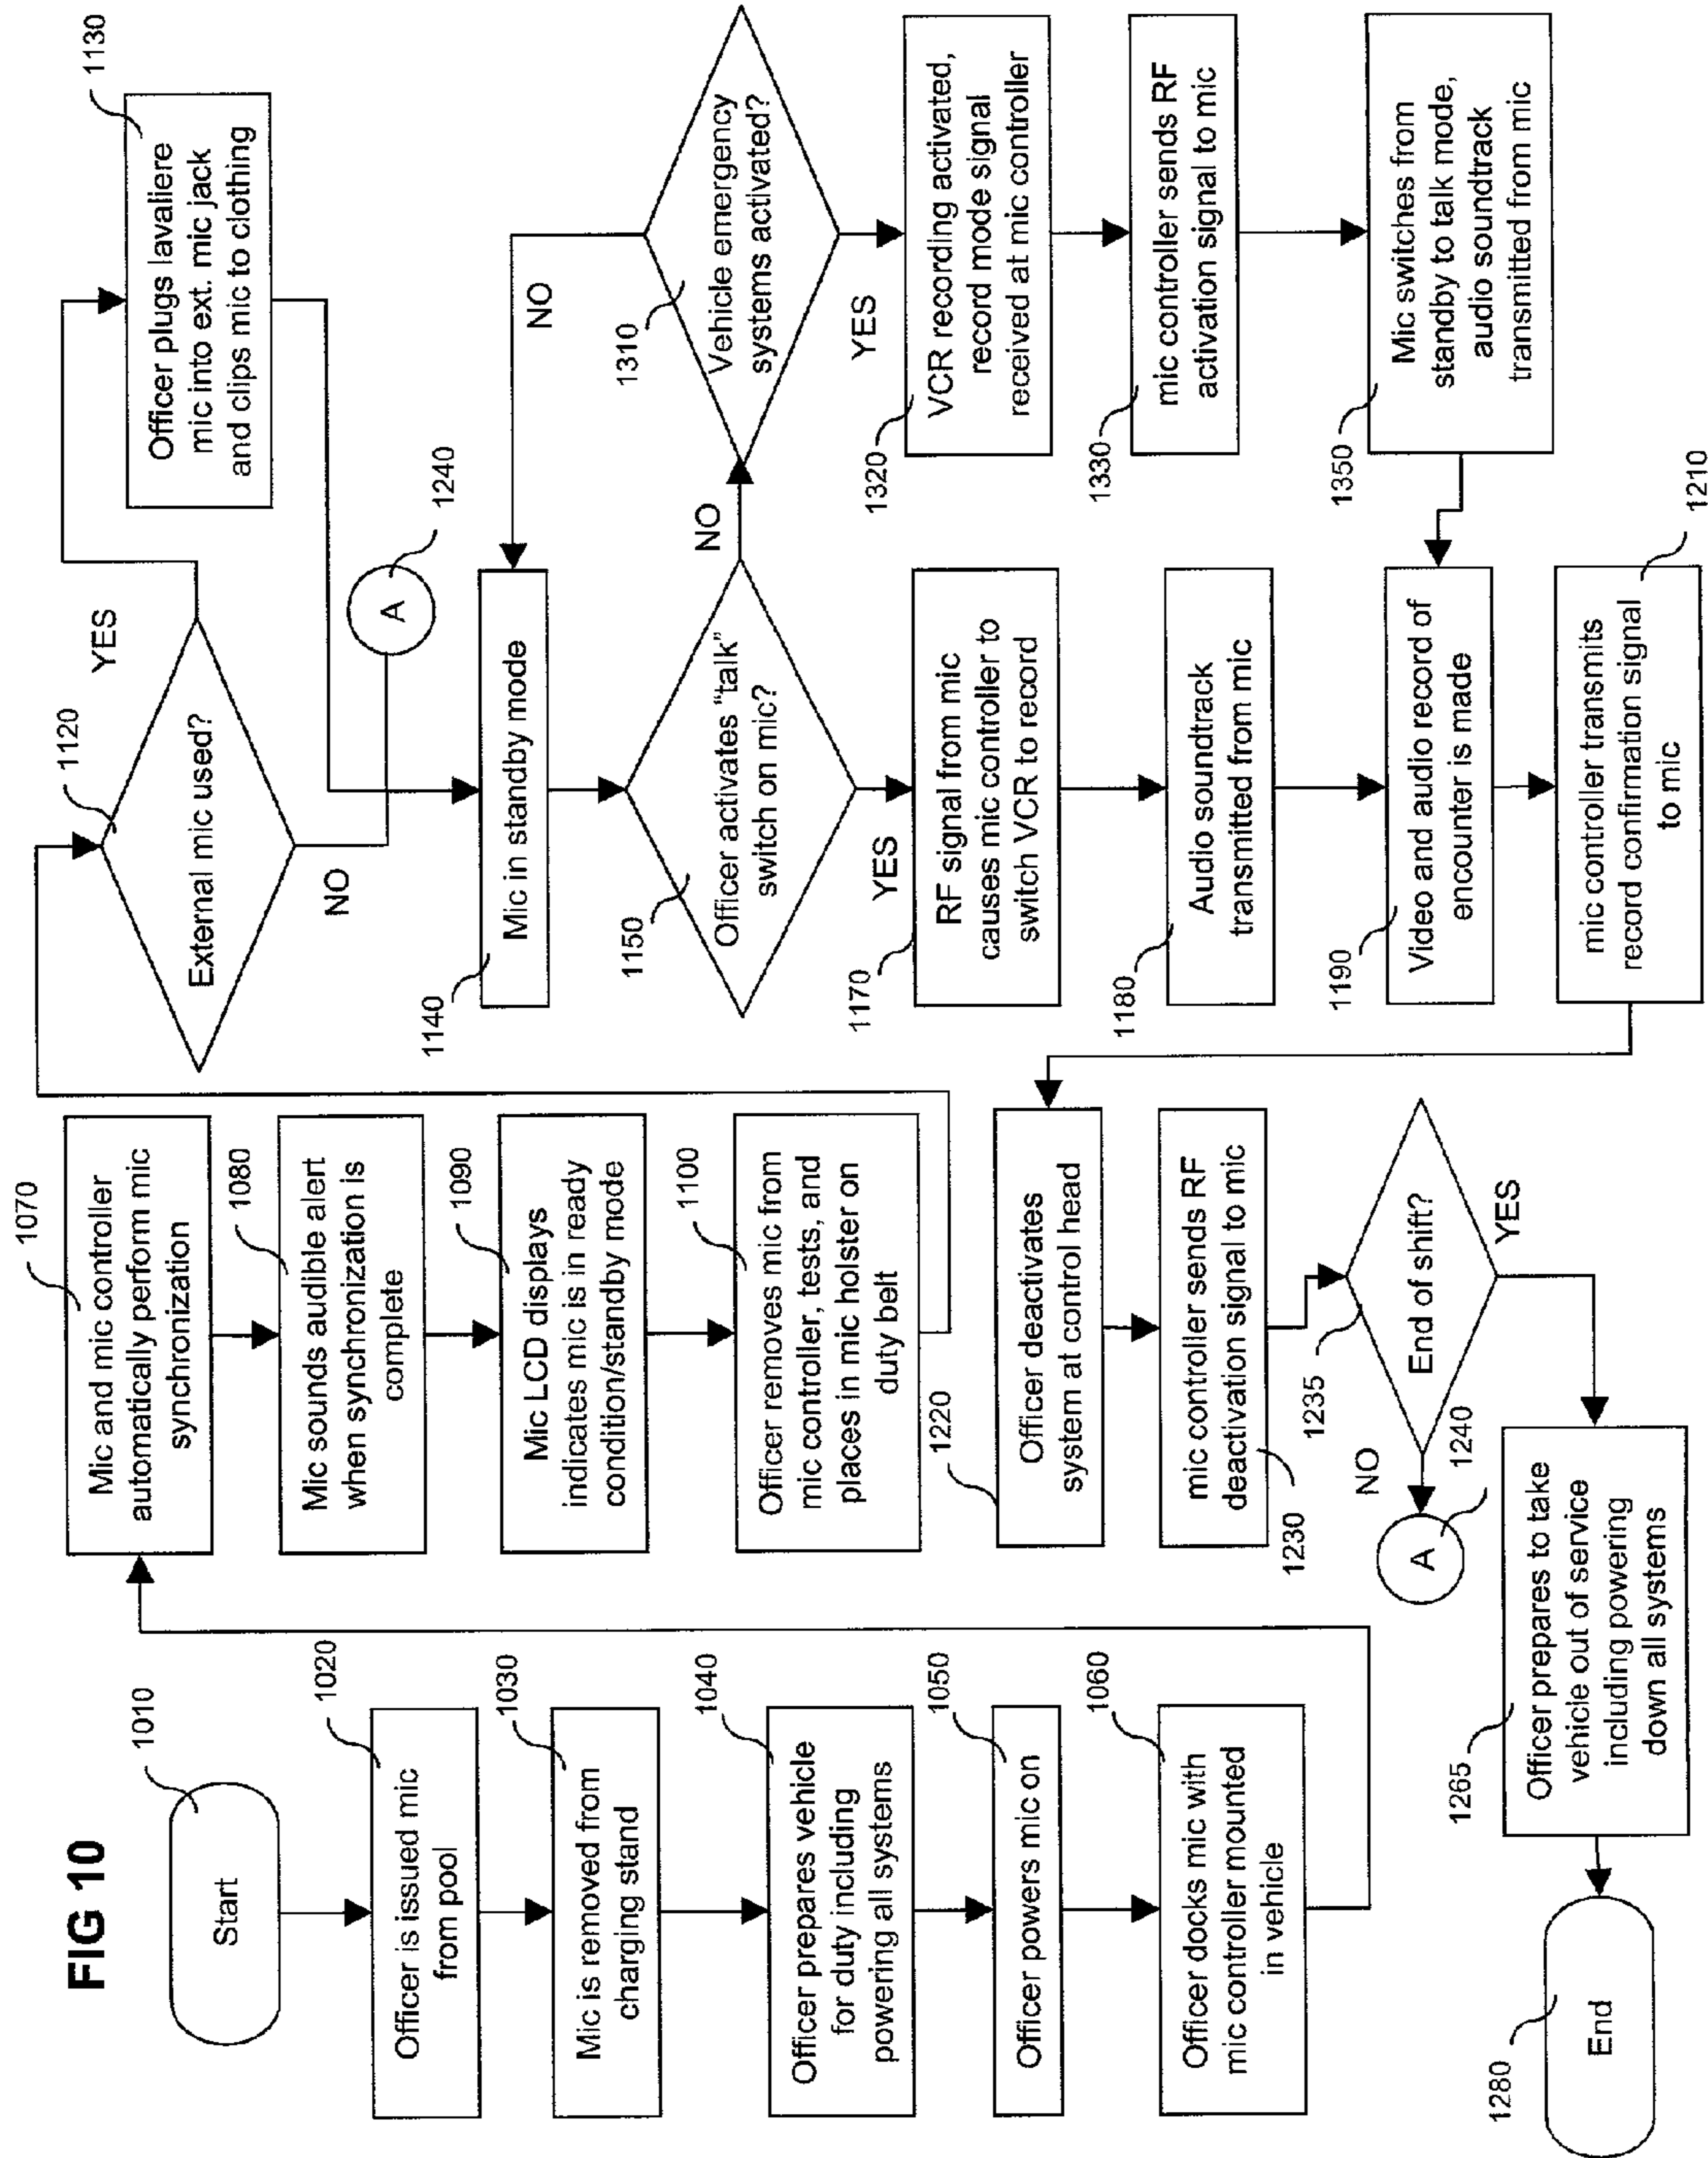 FIG 10
1010
Start
1020
Officer is issued mic
from pool
1030
Mic is removed from
charging stand
1040
Officer prepares vehicle
for duty including
powering all systems
1050
Officer powers mic on
1060
Officer docks mic with
mic controller mounted
in vehicle
1070
Mic and mic controller
automatically perform mic
synchronization
1080
Mic sounds audible alert
when synchronization is
complete
1090
Mic LCD displays
indicates mic is in ready
condition/standby mode
1100
Officer removes mic from
mic controller, tests, and
places in mic holster on
duty belt
1120
External mic used?
YES
NO
1130
Officer plugs lavaliere
mic into ext. mic jack
and clips mic to clothing
A
1240
1140
Mic in standby mode
1150
Officer activates "talk"
switch on mic?
NO
YES
1310
Vehicle emergency
systems activated?
NO
YES
1170
RF signal from mic
causes mic controller to
switch VCR to record
1180
Audio soundtrack
transmitted from mic
1320
VCR recording activated,
record mode signal
received at mic controller
1330
mic controller sends RF
activation signal to mic
1350
Mic switches from
standby to talk mode,
audio soundtrack
transmitted from mic
1190
Video and audio record of
encounter is made
1210
mic controller transmits
record confirmation signal
to mic
1220
Officer deactivates
system at control head
1230
mic controller sends RF
deactivation signal to mic
1235
End of shift?
NO
YES
A
1240
1265
Officer prepares to take
vehicle out of service
including powering
down all systems
1280
End